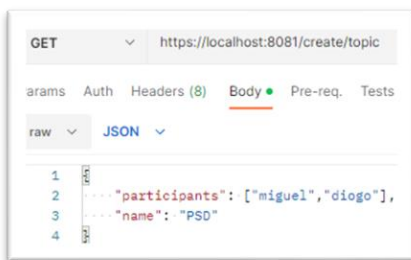 GET https://localhost:8081/create/topic
arams Auth Headers (8) Body Pre-req. Tests
raw JSON
1 {
2 "participants": ["miguel","diogo"],
3 "name": "PSD"
4 }